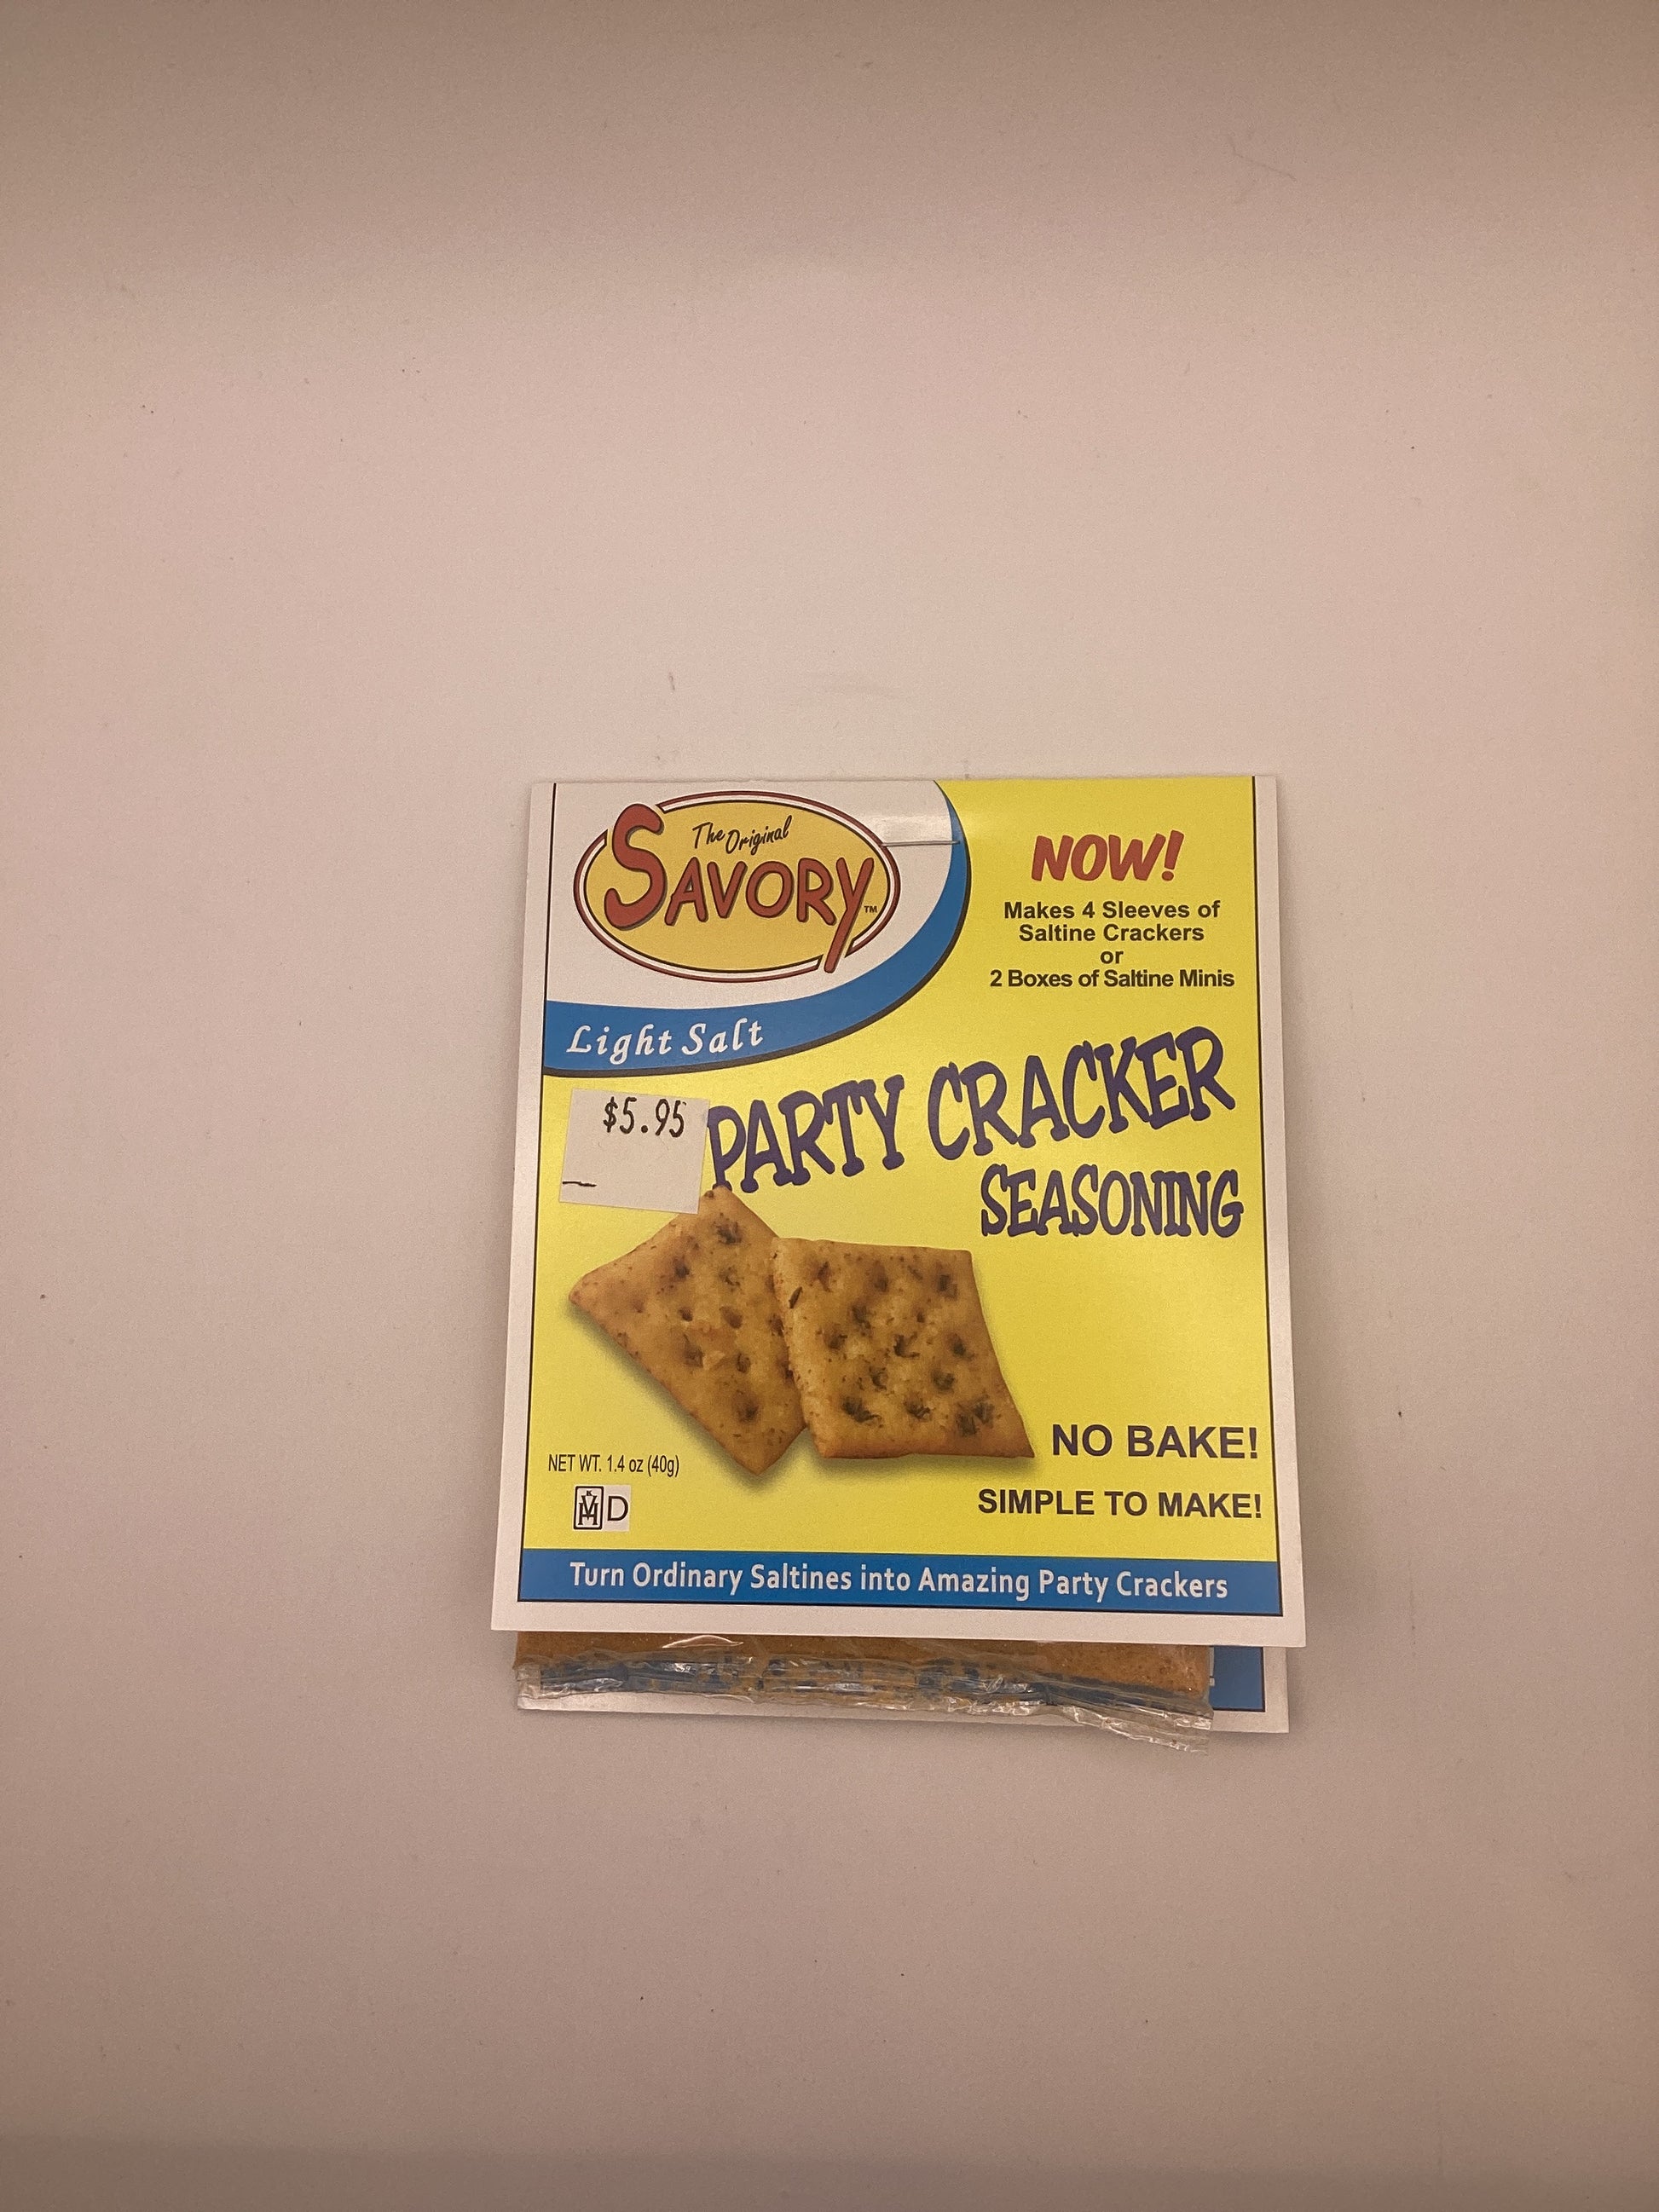 The Original
SAVORY™
NOW!
Makes 4 Sleeves of
Saltine Crackers
or
2 Boxes of Saltine Minis
Light Salt
$5.95
PARTY CRACKER
SEASONING
NO BAKE!
NET WT. 1.4 oz (40g)
SIMPLE TO MAKE!
D
Turn Ordinary Saltines into Amazing Party Crackers